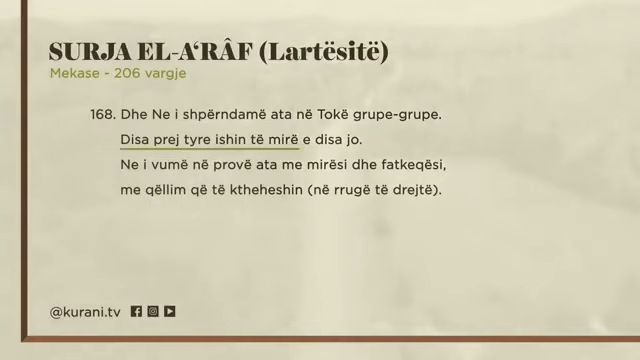 SURJA EL-A‘RÂF (Lartësitë)
Mekase - 206 vargje
168. Dhe Ne i shpërndamë ata në Tokë grupe-grupe.
Disa prej tyre ishin të mirë e disa jo.
Ne i vumë në provë ata me mirësi dhe fatkeqësi,
me qëllim që të ktheheshin (në rrugë të drejtë).
@kurani.tv